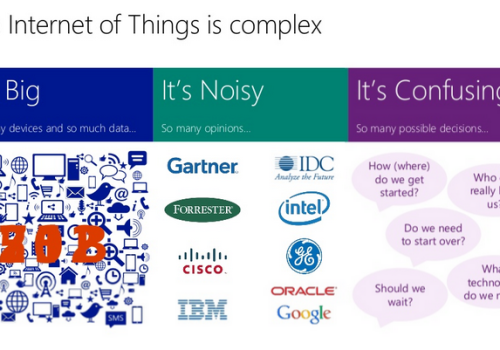 Internet of Things is complex
Big
y devices and so much data...
SMS
It's Noisy
So many opinions...
Gartner
IDC
Analyze the Future
FORRESTER
intel
CISCO
GE
IBM
ORACLE
Google
It's Confusing
So many possible decisions...
How (where)
do we get
started?
Who
really
us?
Do we need
to start over?
Wha
techno
do we n
Should we
wait?